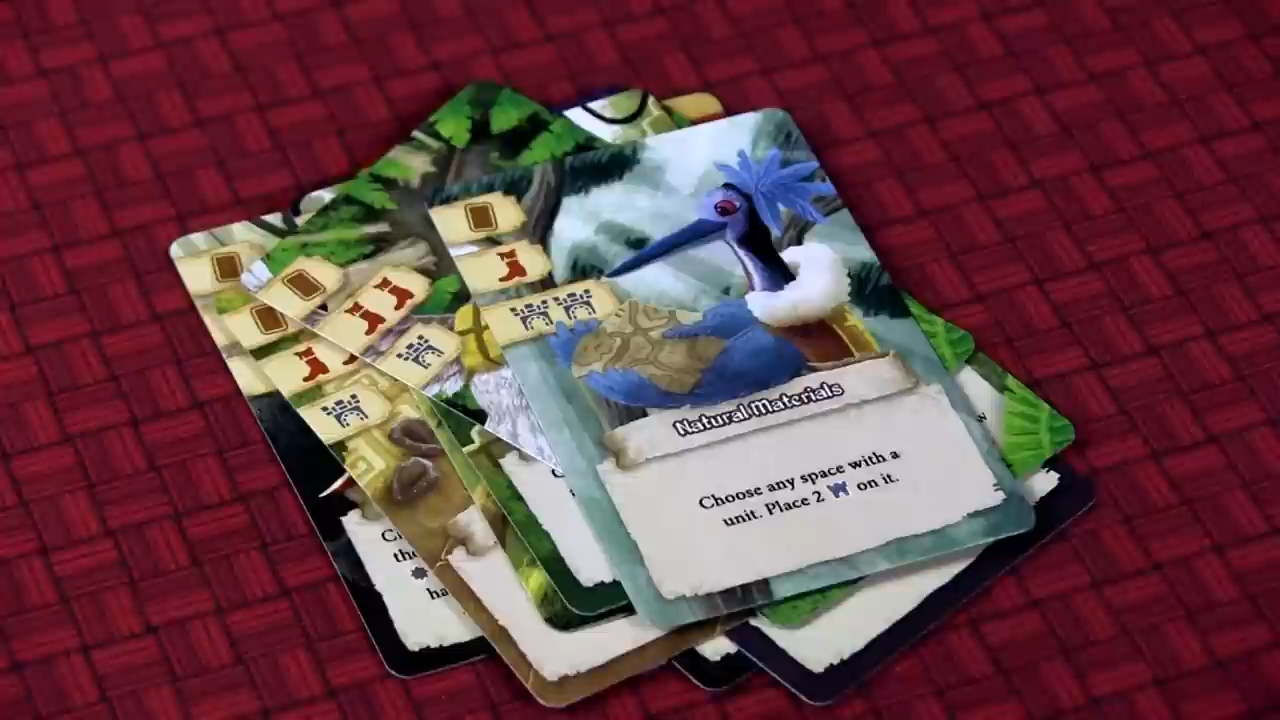 Natural Materials
Choose any space with a
unit. Place 2 on it.